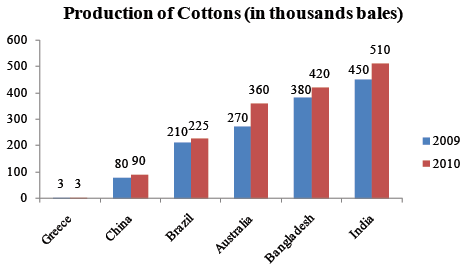 Production of Cottons (in thousands bales)
600
500
400
300
200
100
0
3 3
80 90
210 225
270 360
380 420
450 510
Greece
China
Brazil
Australia
Bangladesh
India
2009
2010